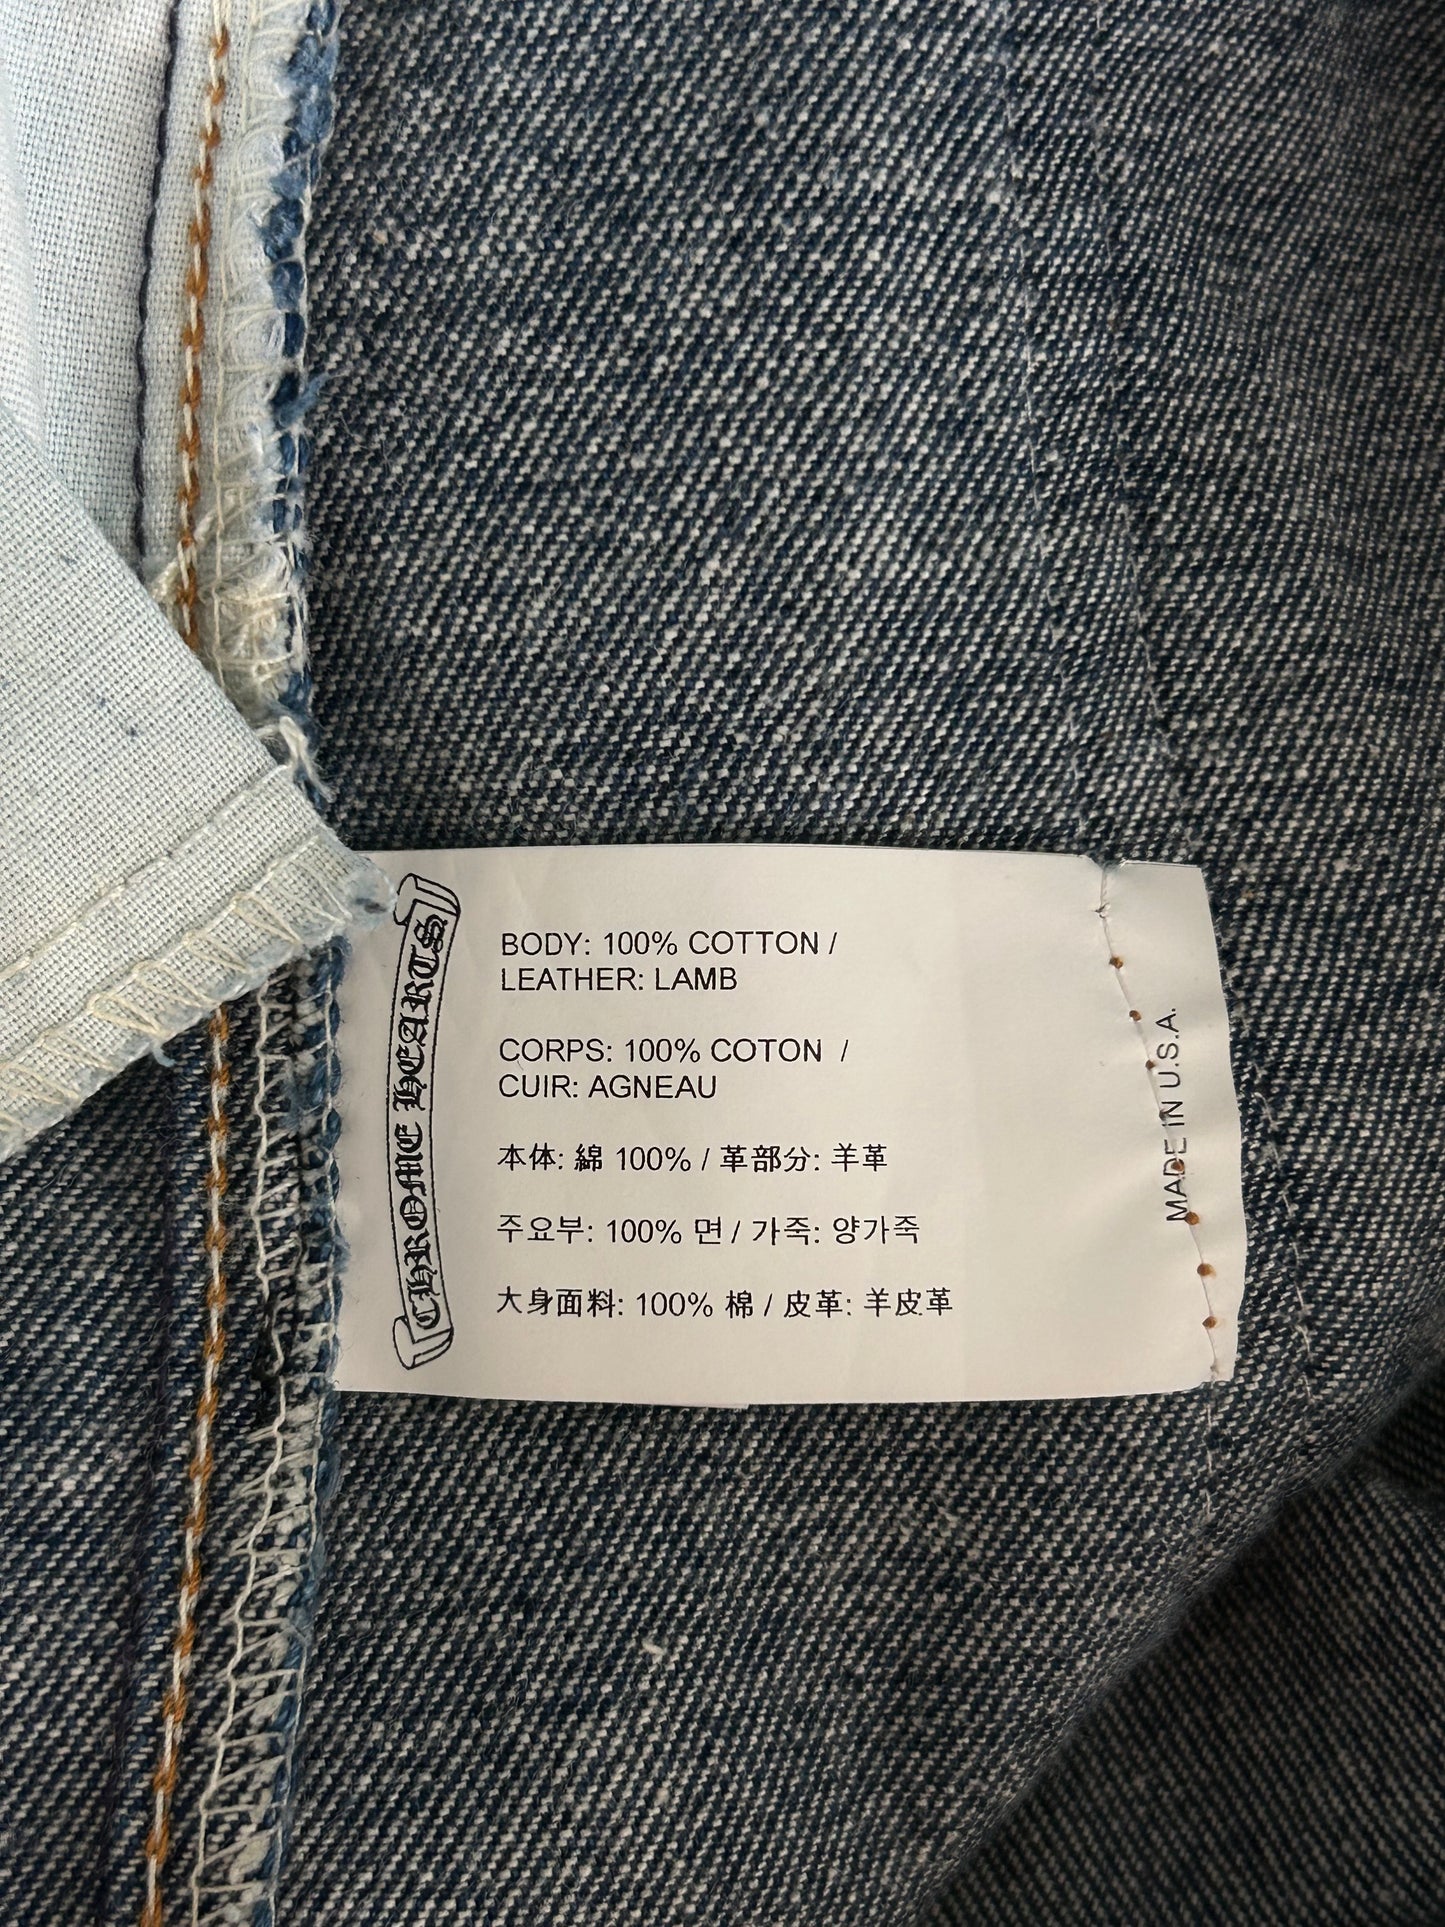 CHROME HEARTS
BODY: 100% COTTON /
LEATHER: LAMB
CORPS: 100% COTON /
CUIR: AGNEAU
本体: 綿 100% / 革部分: 羊革
주요부: 100% 면 / 가죽: 양가죽
大身面料: 100% 棉 / 皮革: 羊皮革
MADE IN U.S.A.